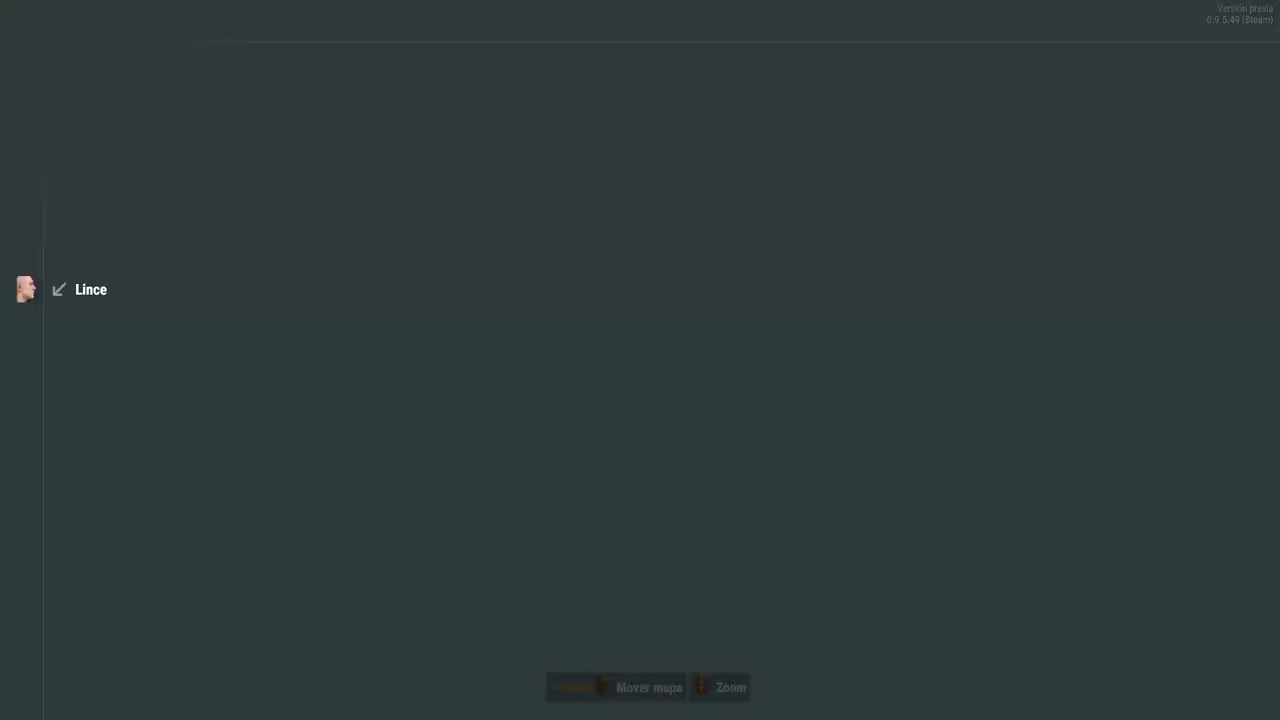 Versión previa
0.9.5.49 (Steam)
Lince
Mover mapa
Zoom